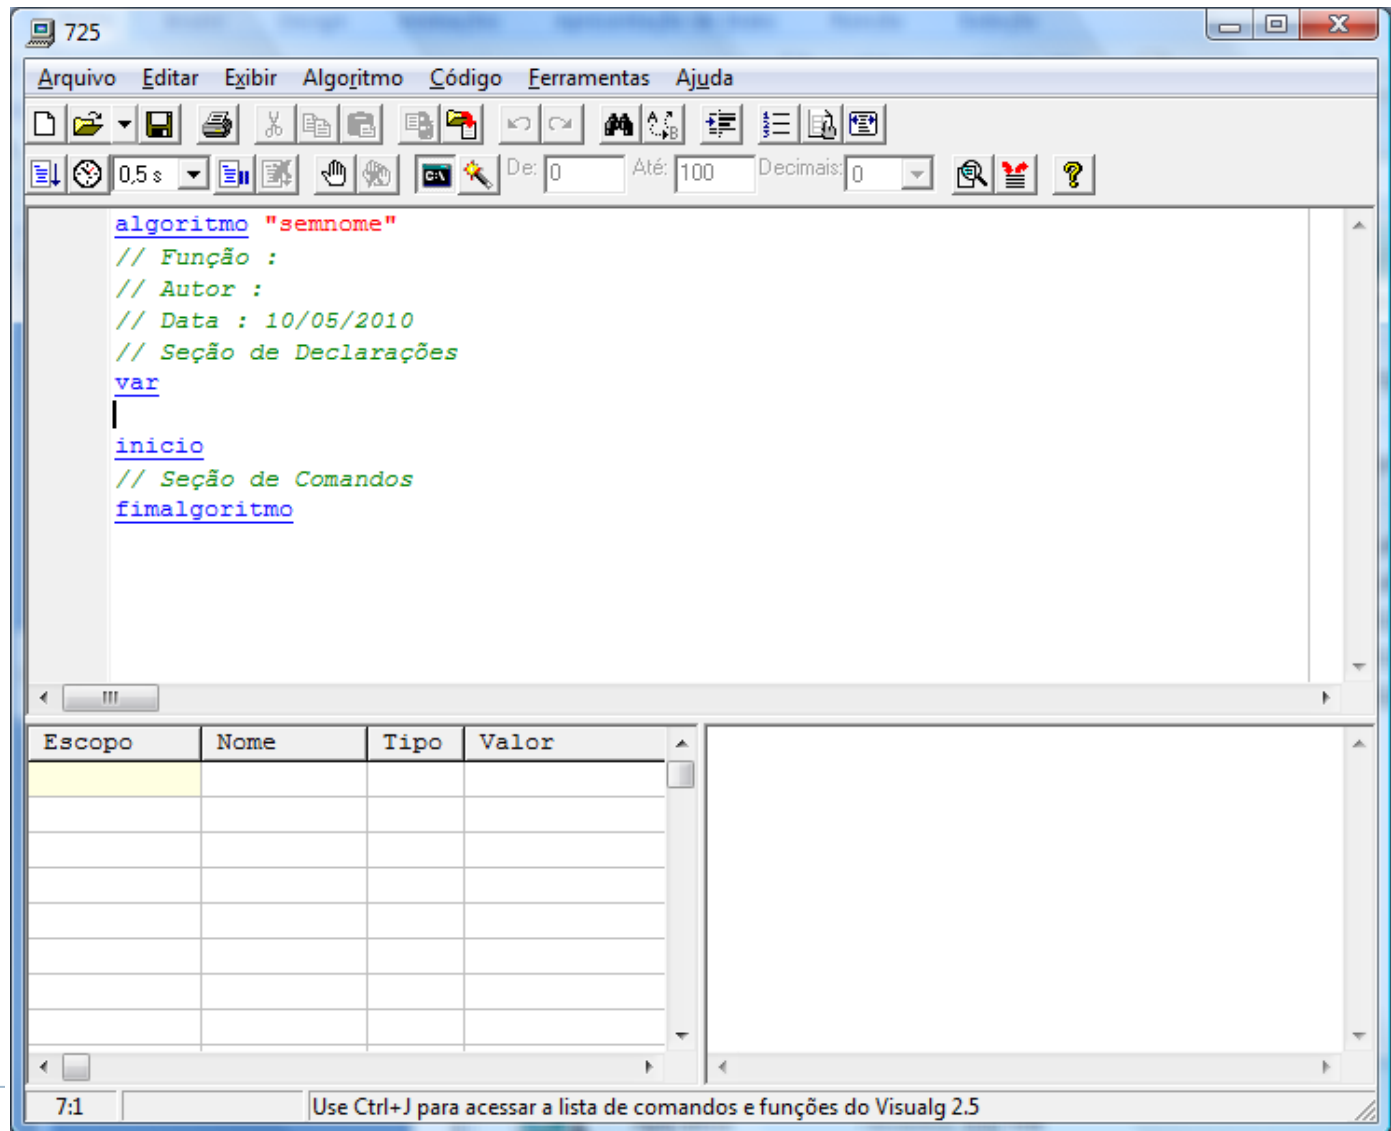 725
Arquivo Editar Exibir Algoritmo Código Ferramentas Ajuda
0,5 s De: 0 Até: 100 Decimais: 0
algoritmo "semnome"
// Função :
// Autor :
// Data : 10/05/2010
// Seção de Declarações
var
inicio
// Seção de Comandos
fimalgoritmo
Escopo Nome Tipo Valor
7:1 Use Ctrl+J para acessar a lista de comandos e funções do Visualg 2.5